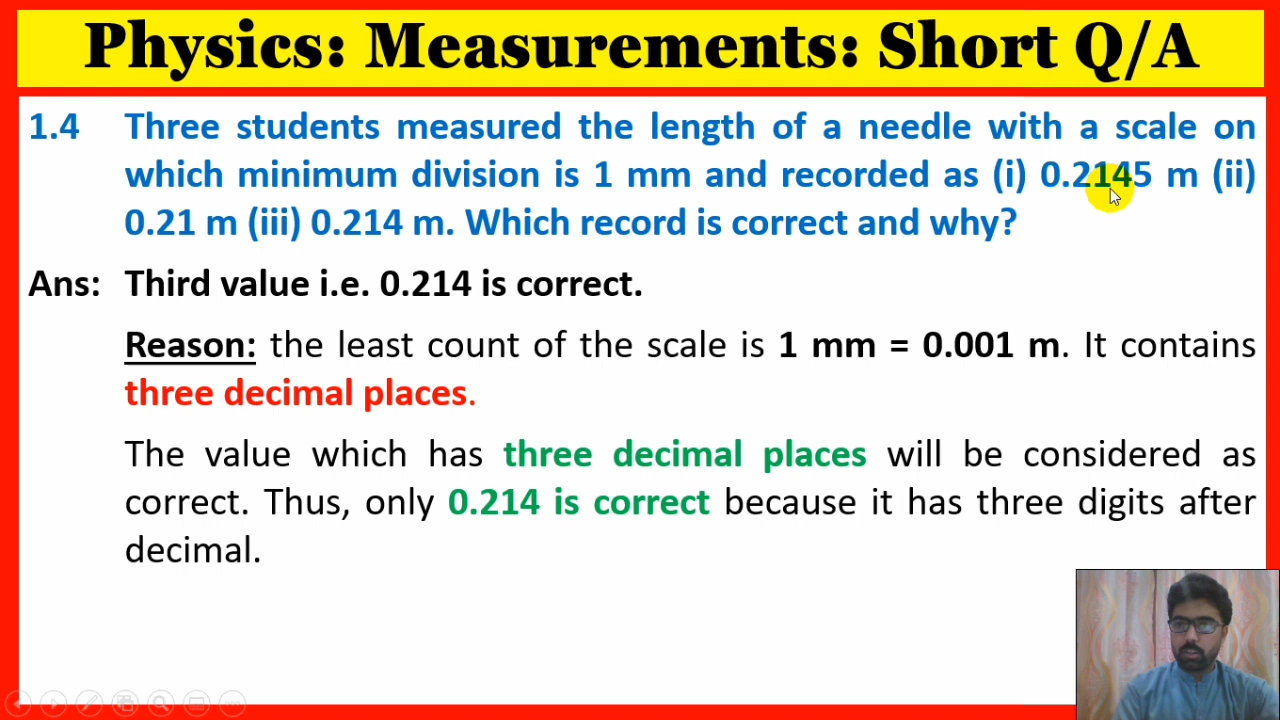 Physics: Measurements: Short Q/A
1.4 Three students measured the length of a needle with a scale on
which minimum division is 1 mm and recorded as (i) 0.2145 m (ii)
0.21 m (iii) 0.214 m. Which record is correct and why?
Ans: Third value i.e. 0.214 is correct.
Reason: the least count of the scale is 1 mm = 0.001 m. It contains
three decimal places.
The value which has three decimal places will be considered as
correct. Thus, only 0.214 is correct because it has three digits after
decimal.